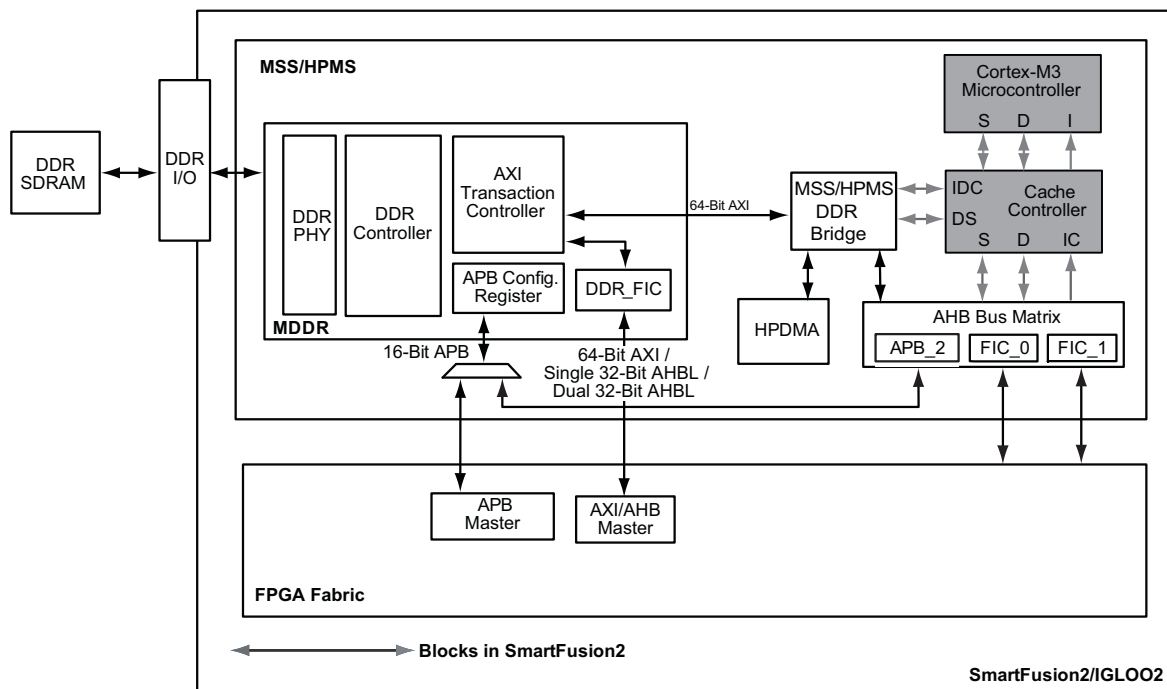 MSS/HPMS
Cortex-M3
Microcontroller
S D I
DDR
SDRAM
DDR
I/O
DDR
PHY
DDR
Controller
AXI
Transaction
Controller
64-Bit AXI
MSS/HPMS
DDR
Bridge
IDC
Cache
Controller
DS
S D IC
APB Config.
Register
DDR_FIC
MDDR
HPDMA
AHB Bus Matrix
APB_2 FIC_0 FIC_1
16-Bit APB
64-Bit AXI /
Single 32-Bit AHBL /
Dual 32-Bit AHBL
APB
Master
AXI/AHB
Master
FPGA Fabric
Blocks in SmartFusion2
SmartFusion2/IGLOO2